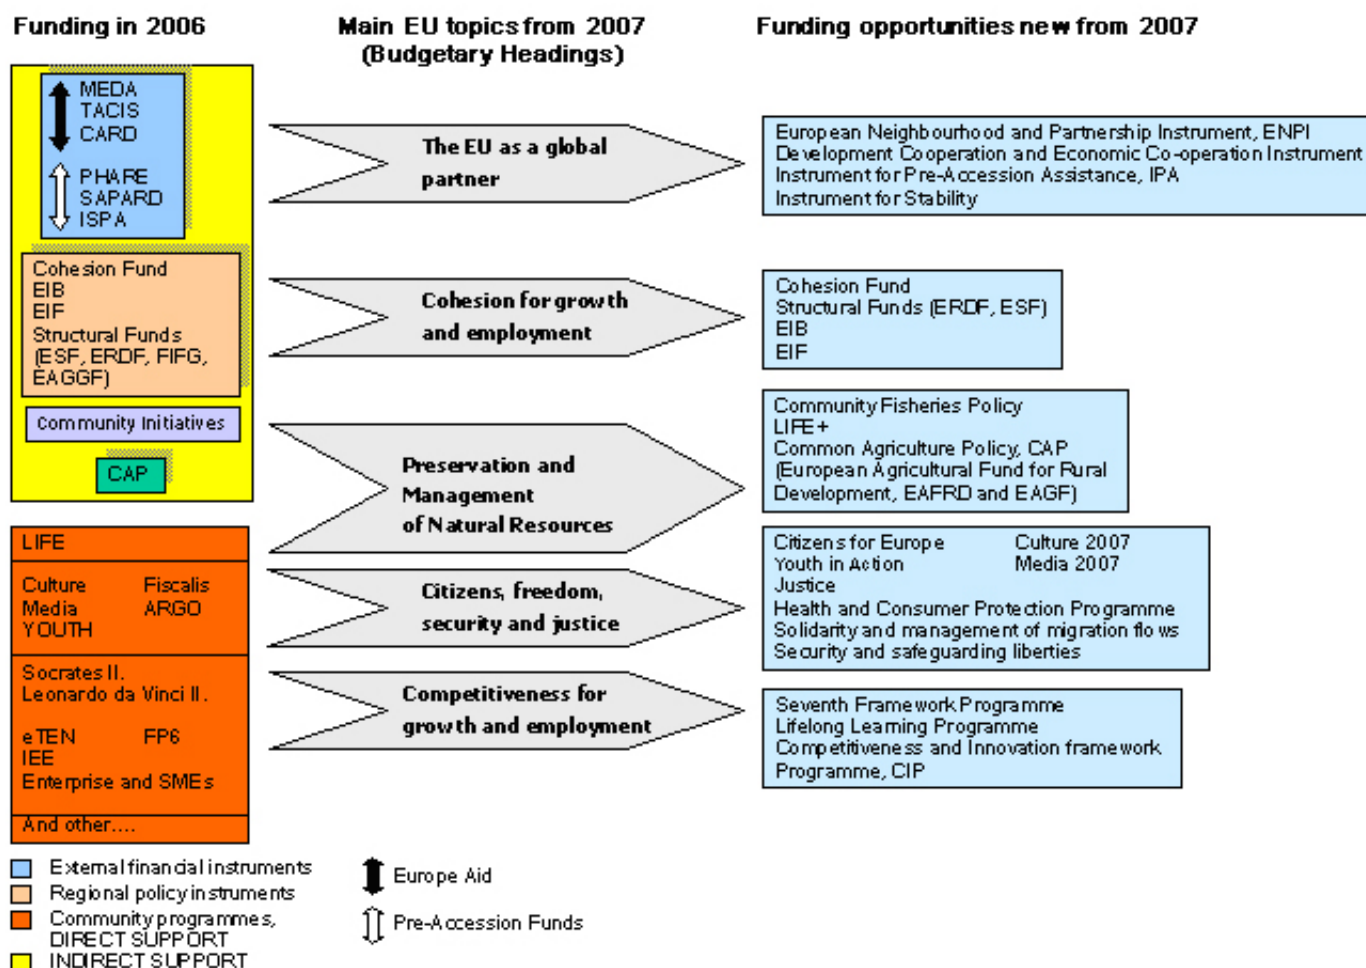 Funding in 2006
Main EU topics from 2007
(Budgetary Headings)
Funding opportunities new from 2007
MEDA
TACIS
CARD
PHARE
SAPARD
ISPA
Cohesion Fund
EIB
EIF
Structural Funds
(ESF, ERDF, FIFG,
EAGGF)
Community Initiatives
CAP
LIFE
Culture Fiscalis
Media ARGO
YOUTH
Socrates II.
Leonardo da Vinci II.
eTEN FP6
IEE
Enterprise and SMEs
And other....
The EU as a global
partner
Cohesion for growth
and employment
Preservation and
Management
of Natural Resources
Citizens, freedom,
security and justice
Competitiveness for
growth and employment
European Neighbourhood and Partnership Instrument, ENPI
Development Cooperation and Economic Co-operation Instrument
Instrument for Pre-Accession Assistance, IPA
Instrument for Stability
Cohesion Fund
Structural Funds (ERDF, ESF)
EIB
EIF
Community Fisheries Policy
LIFE+
Common Agriculture Policy, CAP
(European Agricultural Fund for Rural
Development, EAFRD and EAGF)
Citizens for Europe Culture 2007
Youth in Action Media 2007
Justice
Health and Consumer Protection Programme
Solidarity and management of migration flows
Security and safeguarding liberties
Seventh Framework Programme
Lifelong Learning Programme
Competitiveness and Innovation framework
Programme, CIP
External financial instruments
Regional policy instruments
Community programmes,
DIRECT SUPPORT
INDIRECT SUPPORT
Europe Aid
Pre-Accession Funds